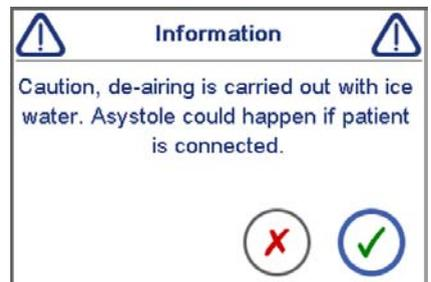 Information
Caution, de-airing is carried out with ice
water. Asystole could happen if patient
is connected.